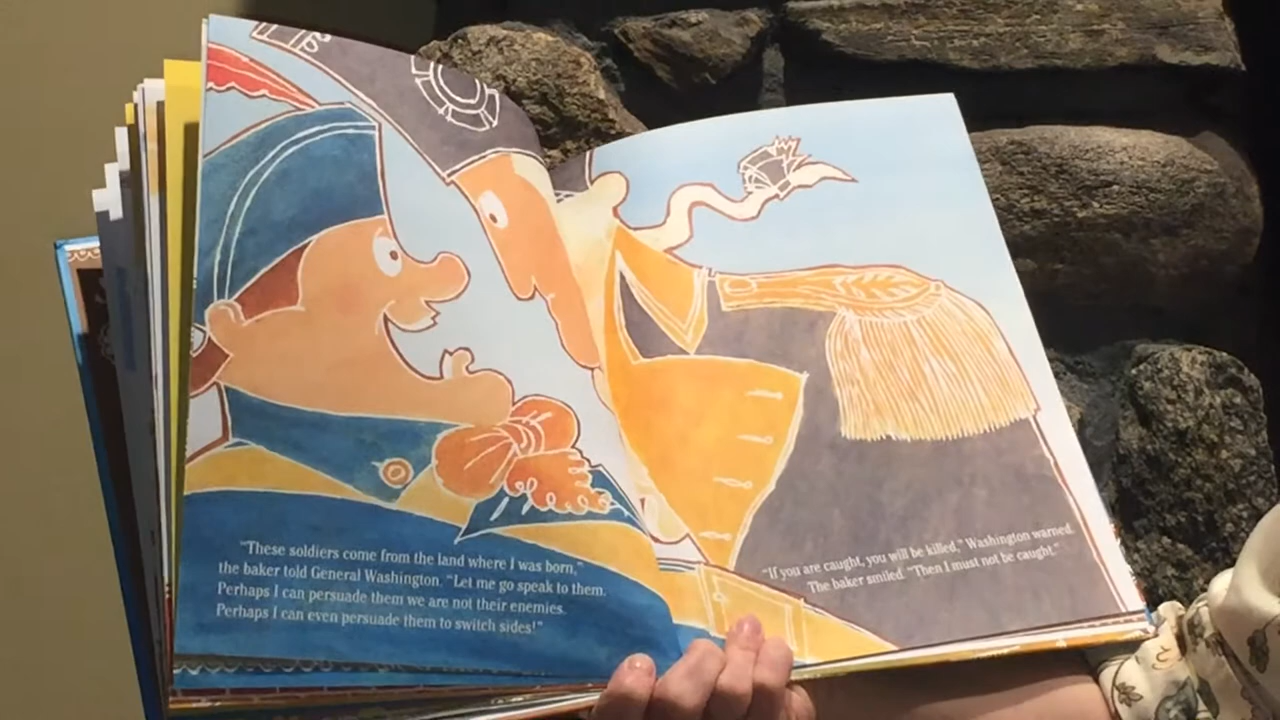 "These soldiers come from the land where I was born,"
the baker told General Washington. "Let me go speak to them.
Perhaps I can persuade them we are not their enemies.
Perhaps I can even persuade them to switch sides!"
"If you are caught, you will be killed," Washington warned.
The baker smiled. "Then I must not be caught."